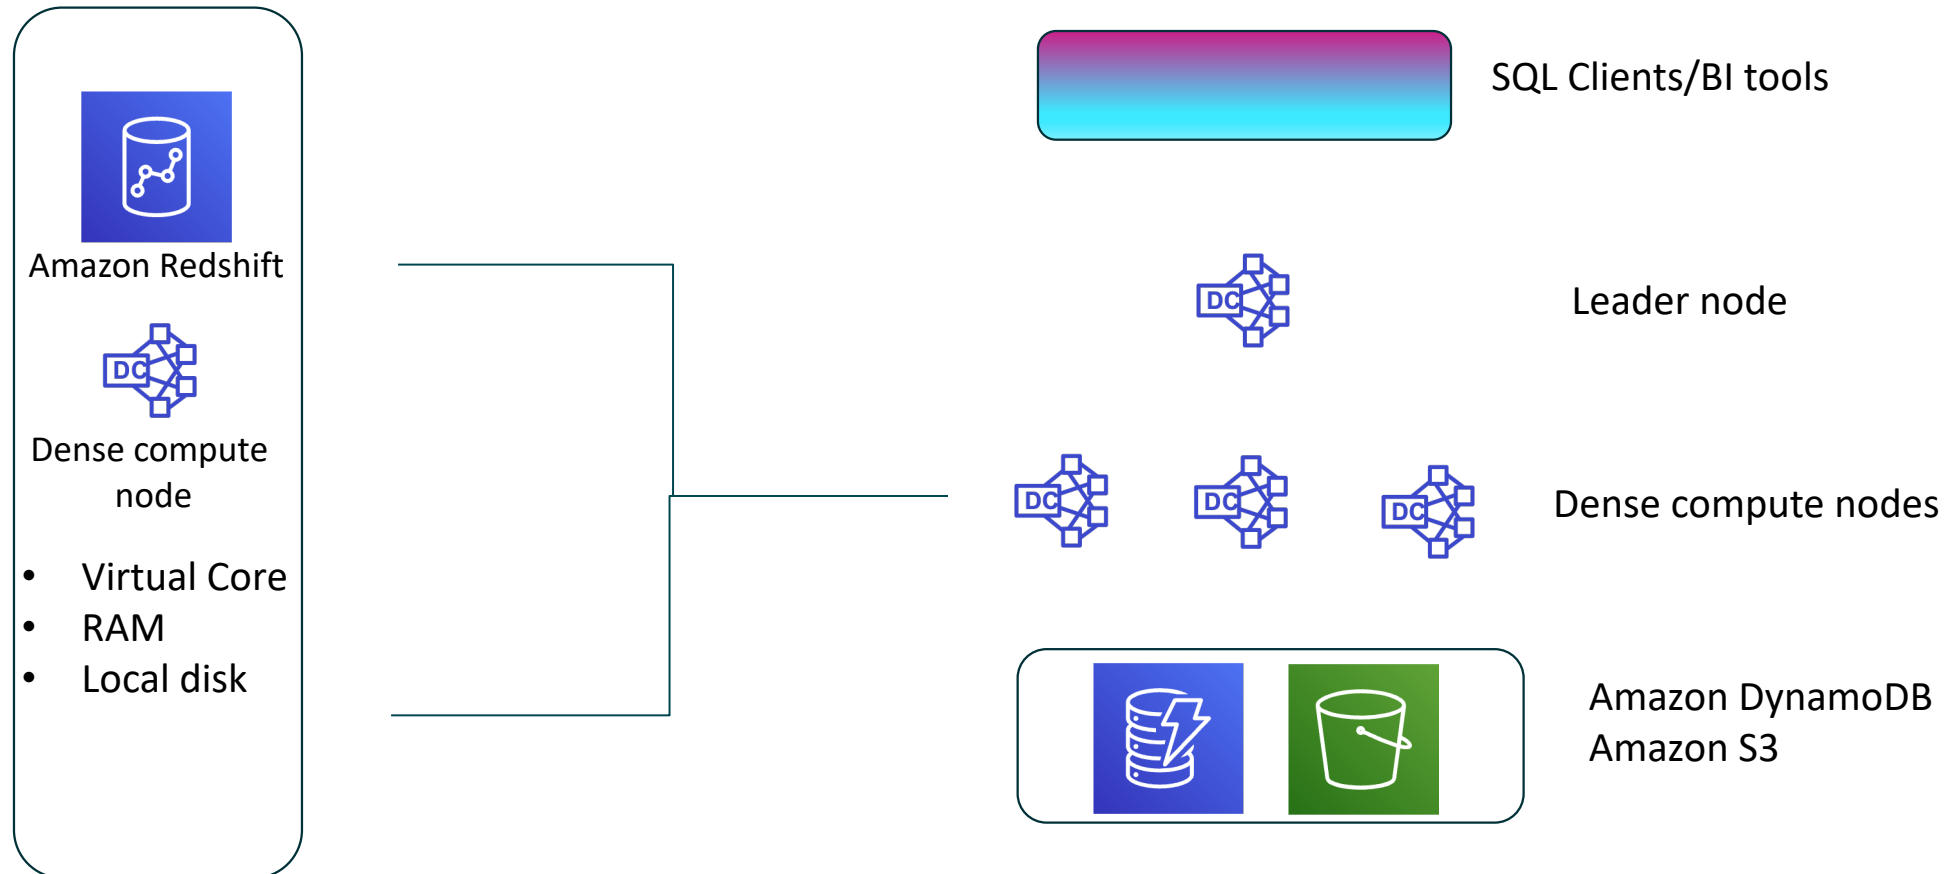 Amazon Redshift
DC
Dense compute
node
• Virtual Core
• RAM
• Local disk
SQL Clients/BI tools
DC
Leader node
DC DC DC
Dense compute nodes
Amazon DynamoDB
Amazon S3